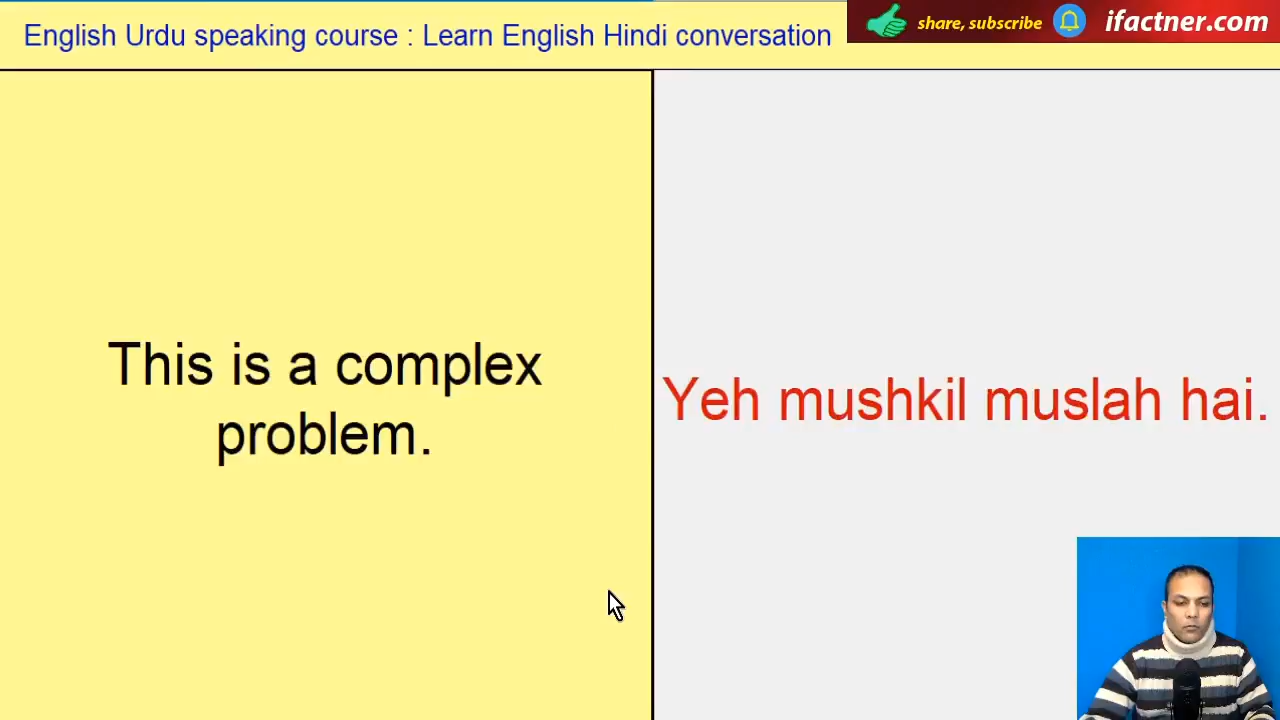 English Urdu speaking course : Learn English Hindi conversation
share, subscribe
ifactner.com
This is a complex
problem.
Yeh mushkil muslah hai.